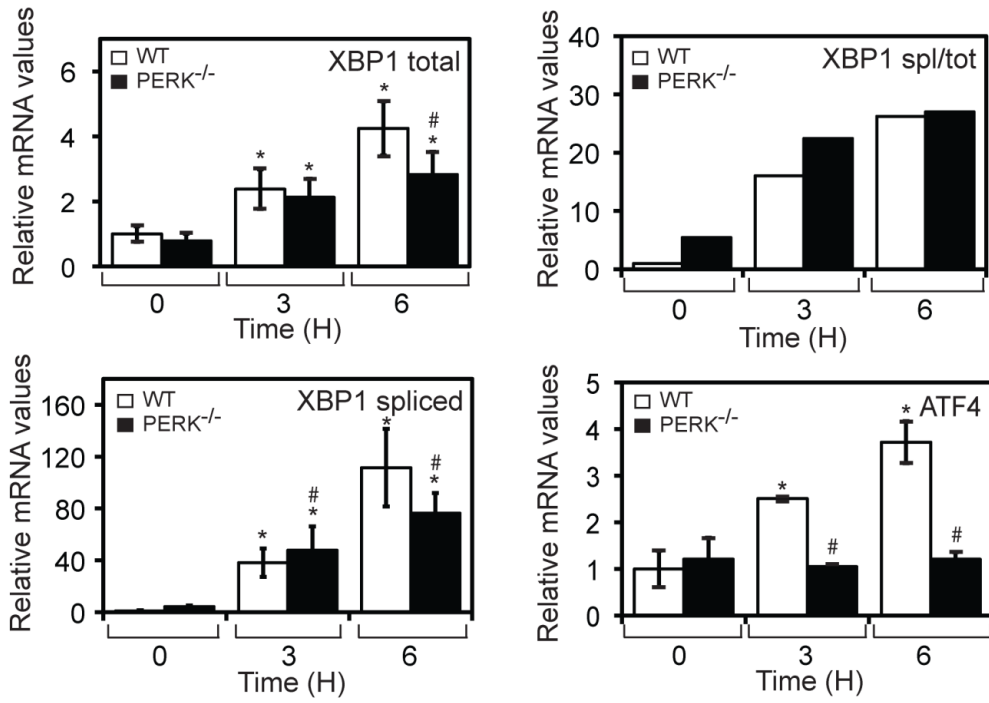 Relative mRNA values
6
4
2
0
WT
PERK-/-
XBP1 total
*
*
*
#
*
0 3 6
Time (H)
Relative mRNA values
40
30
20
10
0
WT
PERK-/-
XBP1 spl/tot
0 3 6
Time (H)
Relative mRNA values
160
120
80
40
0
WT
PERK-/-
XBP1 spliced
*
#
*
*
#
*
0 3 6
Time (H)
Relative mRNA values
5
4
3
2
1
0
WT
PERK-/-
ATF4
*
#
*
#
0 3 6
Time (H)